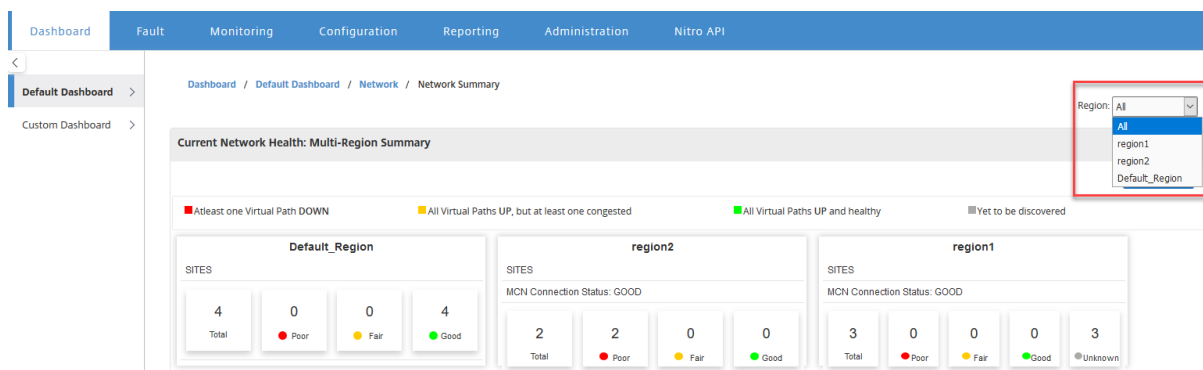 Dashboard Fault Monitoring Configuration Reporting Administration Nitro API
Default Dashboard
Custom Dashboard
Dashboard / Default Dashboard / Network / Network Summary
Region: All
All
region1
region2
Default_Region
Current Network Health: Multi-Region Summary
Atleast one Virtual Path DOWN All Virtual Paths UP, but at least one congested All Virtual Paths UP and healthy Yet to be discovered
Default_Region
SITES
4 0 0 4
Total Poor Fair Good
region2
SITES
MCN Connection Status: GOOD
2 2 0 0
Total Poor Fair Good
region1
SITES
MCN Connection Status: GOOD
3 0 0 0 3
Total Poor Fair Good Unknown